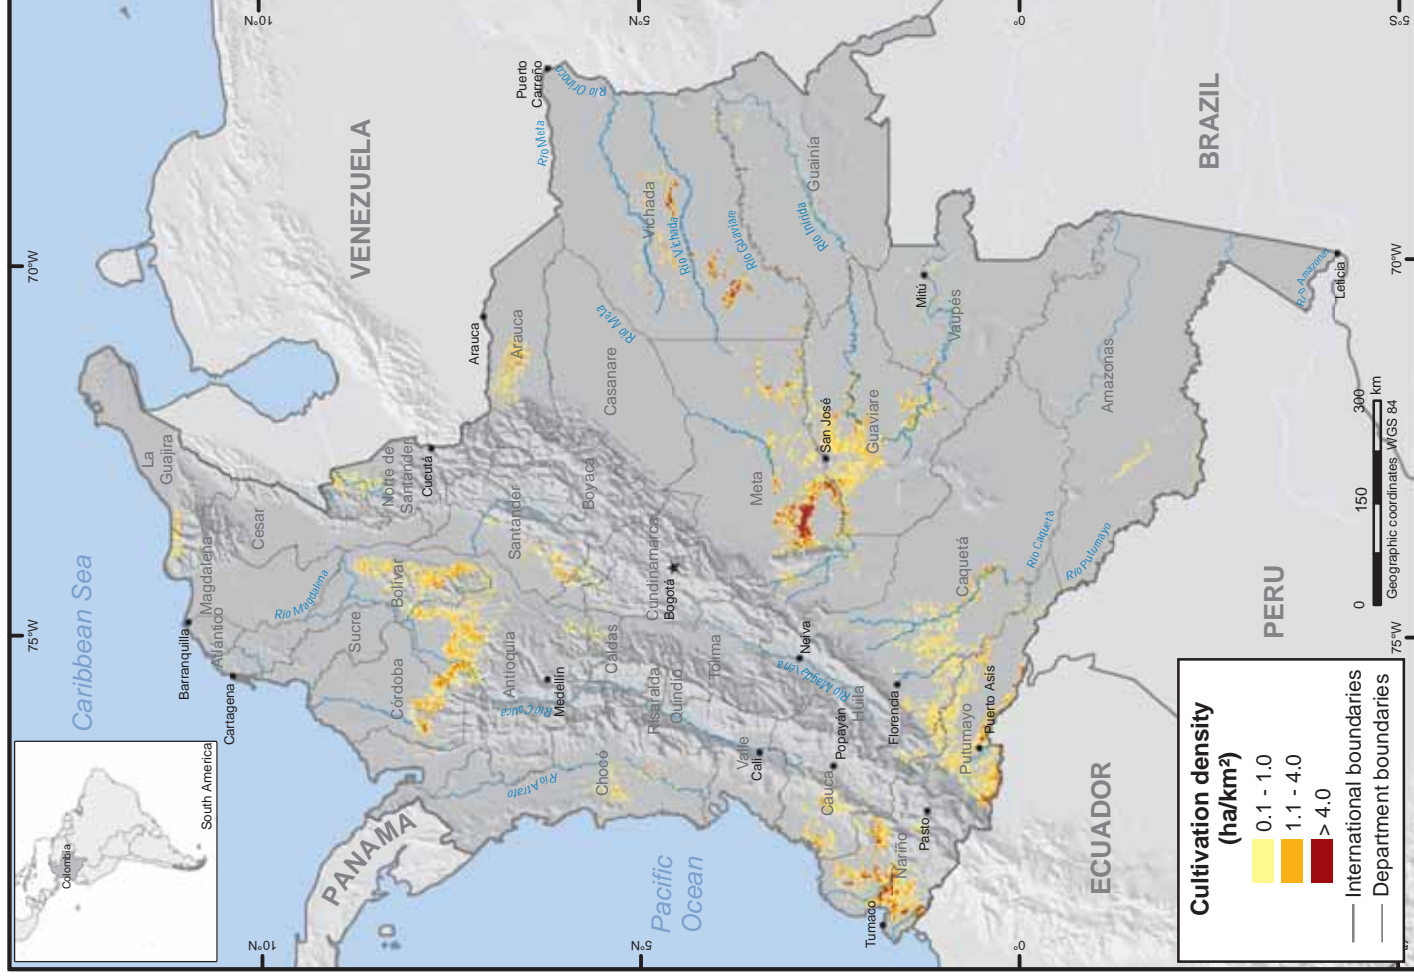 Caribbean Sea
South America
Colombia
PANAMA
Pacific
Ocean
VENEZUELA
BRAZIL
PERU
ECUADOR
75°W
70°W
10°N
5°N
0°
5°S
10°N
5°N
0°
75°W
70°W
La
Guajira
Barranquilla
Atlántico
Magdalena
Cesar
Cartagena
Río Magdalena
Sucre
Bolívar
Córdoba
Norte de
Santander
Cucutá
Arauca
Arauca
Santander
Antioquia
Boyaca
Casanare
Medellín
Río Cauca
Río Atrato
Chocó
Caldas
Risaralda
Quindío
Cundinamarca
Bogotá
Tolima
Valle
Cali
Río Meta
Río Meta
Puerto
Carreño
Río Orinoco
Vichada
Río Vichada
Río Guaviare
Río Inírida
Guainía
Meta
San José
Guaviare
Neiva
Río Magdalena
Huila
Popayán
Cauca
Florencia
Nariño
Pasto
Tumaco
Putumayo
Puerto Asís
Caquetá
Río Caquetá
Río Putumayo
Mitú
Vaupés
Amazonas
Río Amazonas
Leticia
Cultivation density
(ha/km²)
0.1 - 1.0
1.1 - 4.0
> 4.0
International boundaries
Department boundaries
0 150 300
km
Geographic coordinates WGS 84